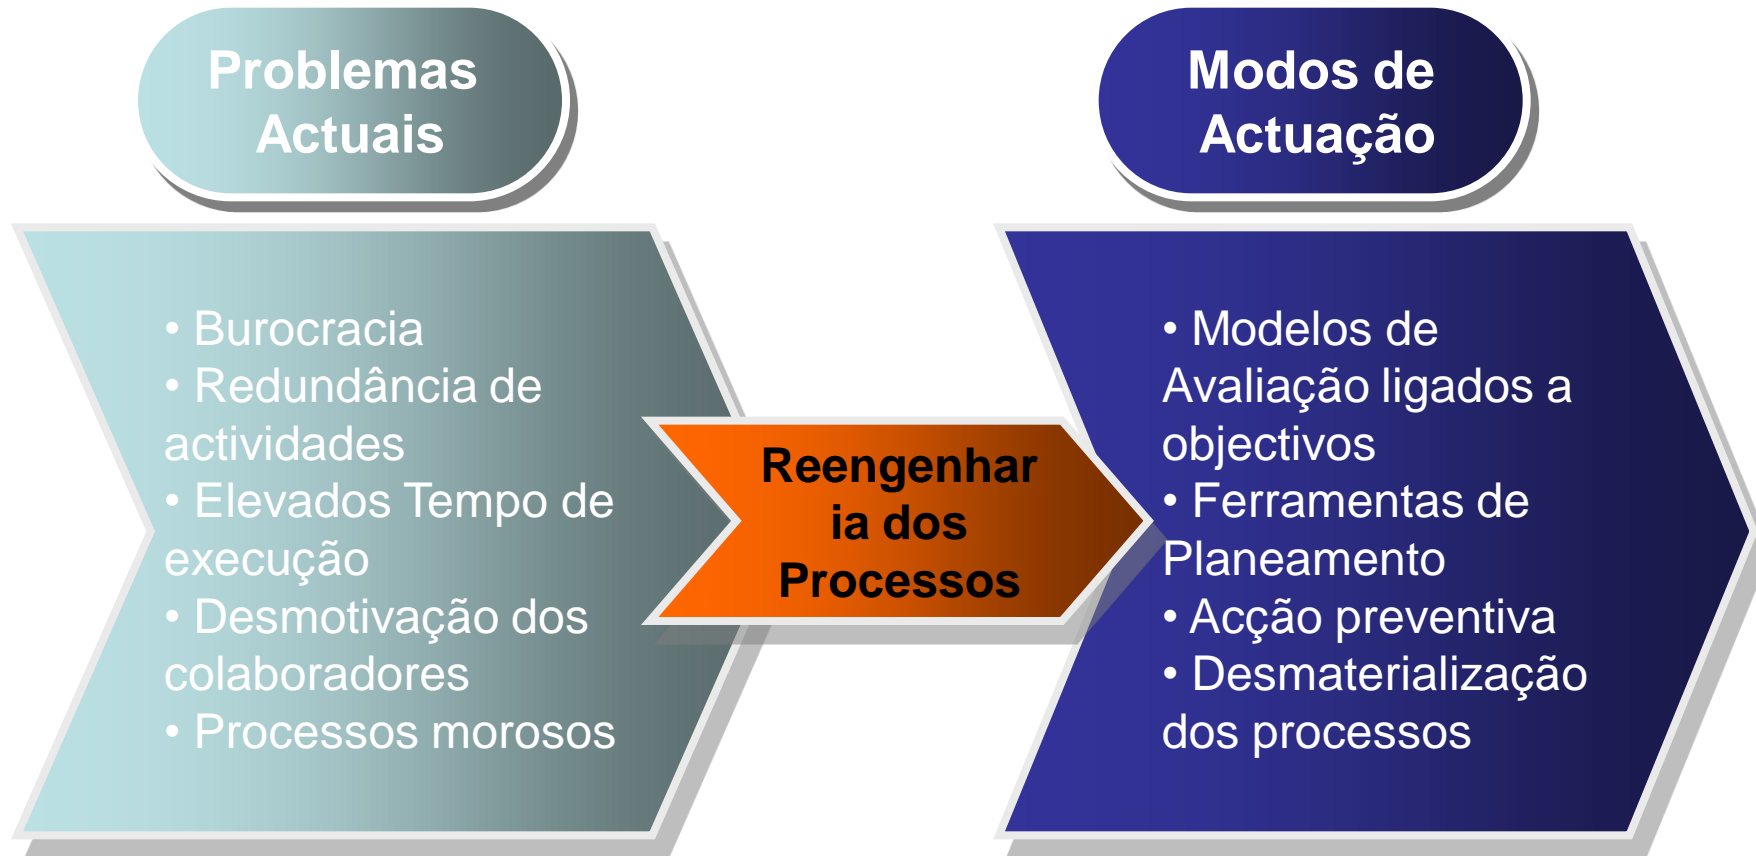 Problemas
Actuais
• Burocracia
• Redundância de
actividades
• Elevados Tempo de
execução
• Desmotivação dos
colaboradores
• Processos morosos
Reengenhar
ia dos
Processos
Modos de
Actuação
• Modelos de
Avaliação ligados a
objectivos
• Ferramentas de
Planeamento
• Acção preventiva
• Desmaterialização
dos processos